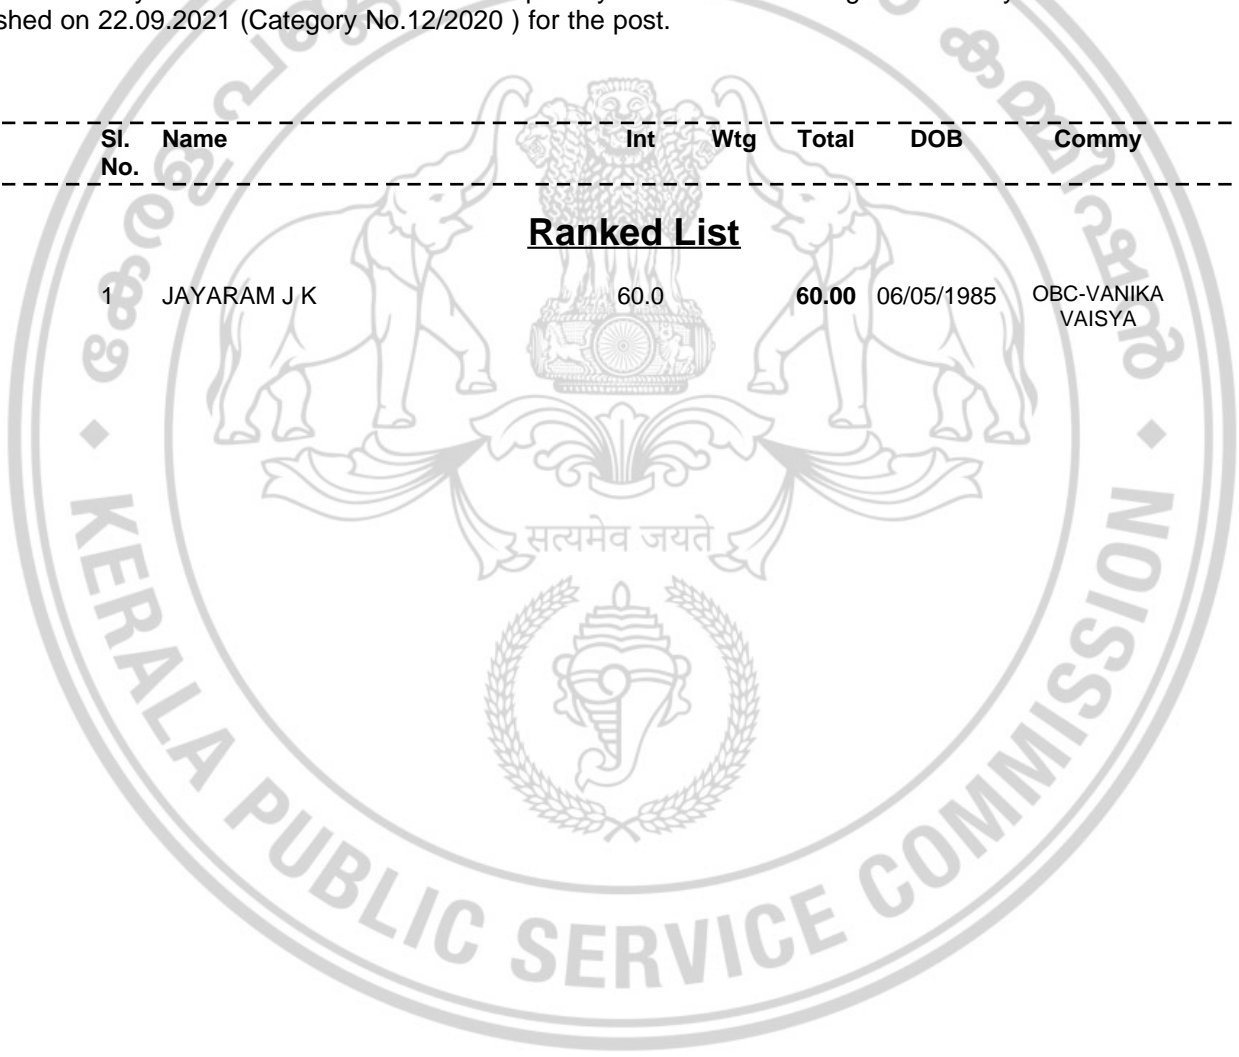 shed on 22.09.2021 (Category No.12/2020 ) for the post.
Sl. Name Int Wtg Total DOB Commy
No.
Ranked List
1 JAYARAM J K 60.0 60.00 06/05/1985 OBC-VANIKA
VAISYA
सत्यमेव जयते
KERALA PUBLIC SERVICE COMMISSION